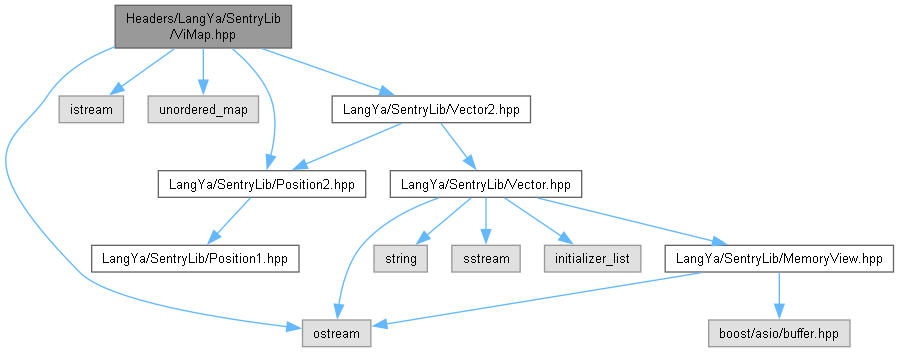 Headers/LangYa/SentryLib
/ViMap.hpp
istream
unordered_map
LangYa/SentryLib/Vector2.hpp
LangYa/SentryLib/Position2.hpp
LangYa/SentryLib/Vector.hpp
LangYa/SentryLib/Position1.hpp
string
sstream
initializer_list
LangYa/SentryLib/MemoryView.hpp
ostream
boost/asio/buffer.hpp